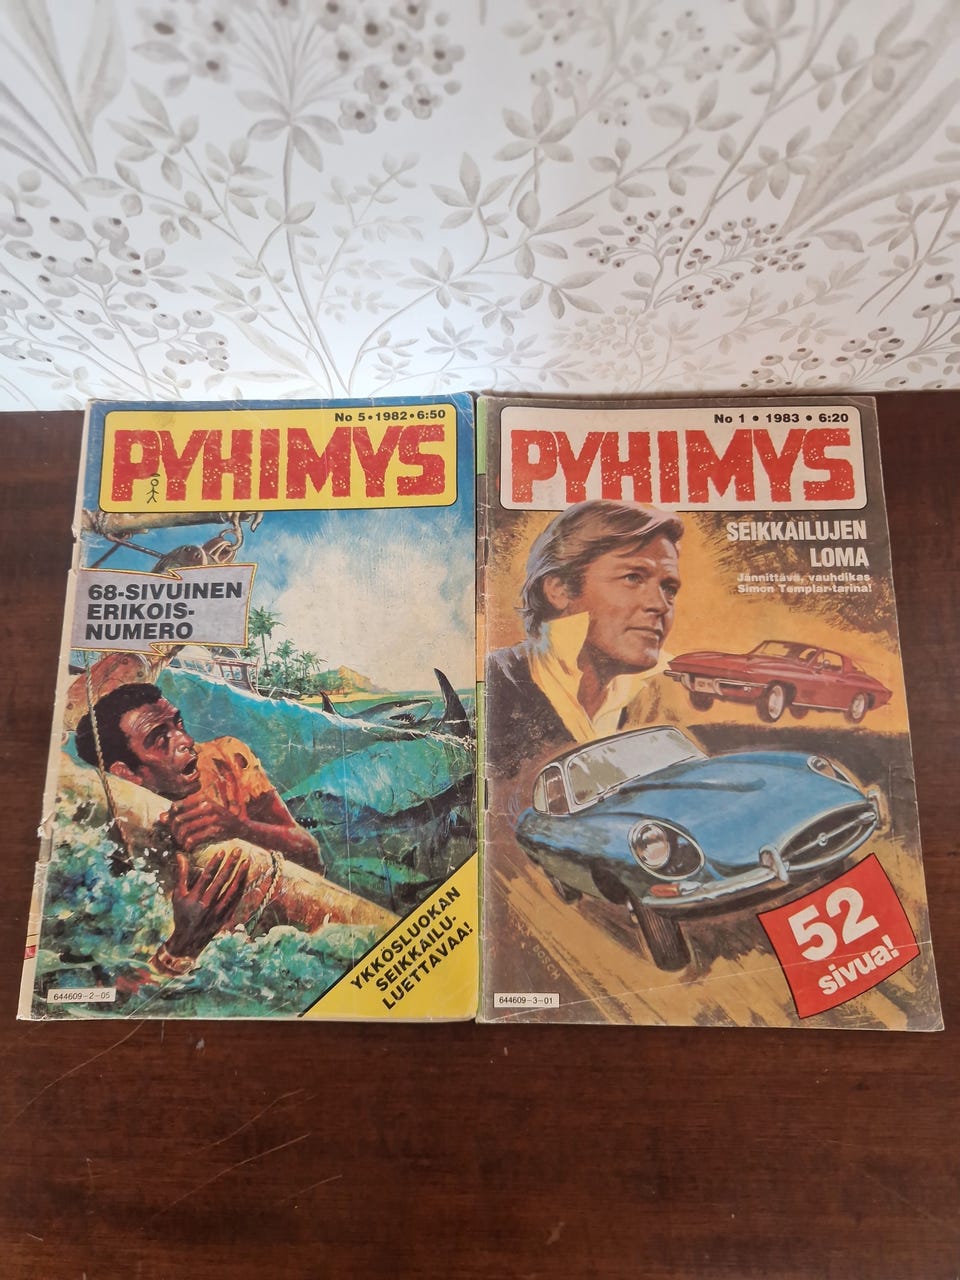 No 5 • 1982 • 6:50
PYHIMYS
68-SIVUINEN
ERIKOIS-
NUMERO
YKKÖSLUOKAN
SEIKKAILU-
LUETTAVAA!
644609-2-05
No 1 • 1983 • 6:20
PYHIMYS
SEIKKAILUJEN
LOMA
Jännittävä, vauhdikas
Simon Templar-tarina!
BOSCH
52
sivua!
644609-3-01